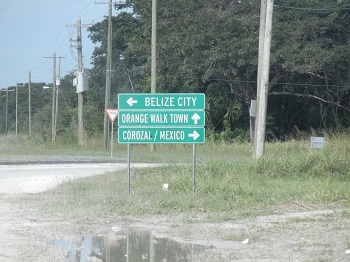 ← BELIZE CITY
ORANGE WALK TOWN ↑
COROZAL / MEXICO →